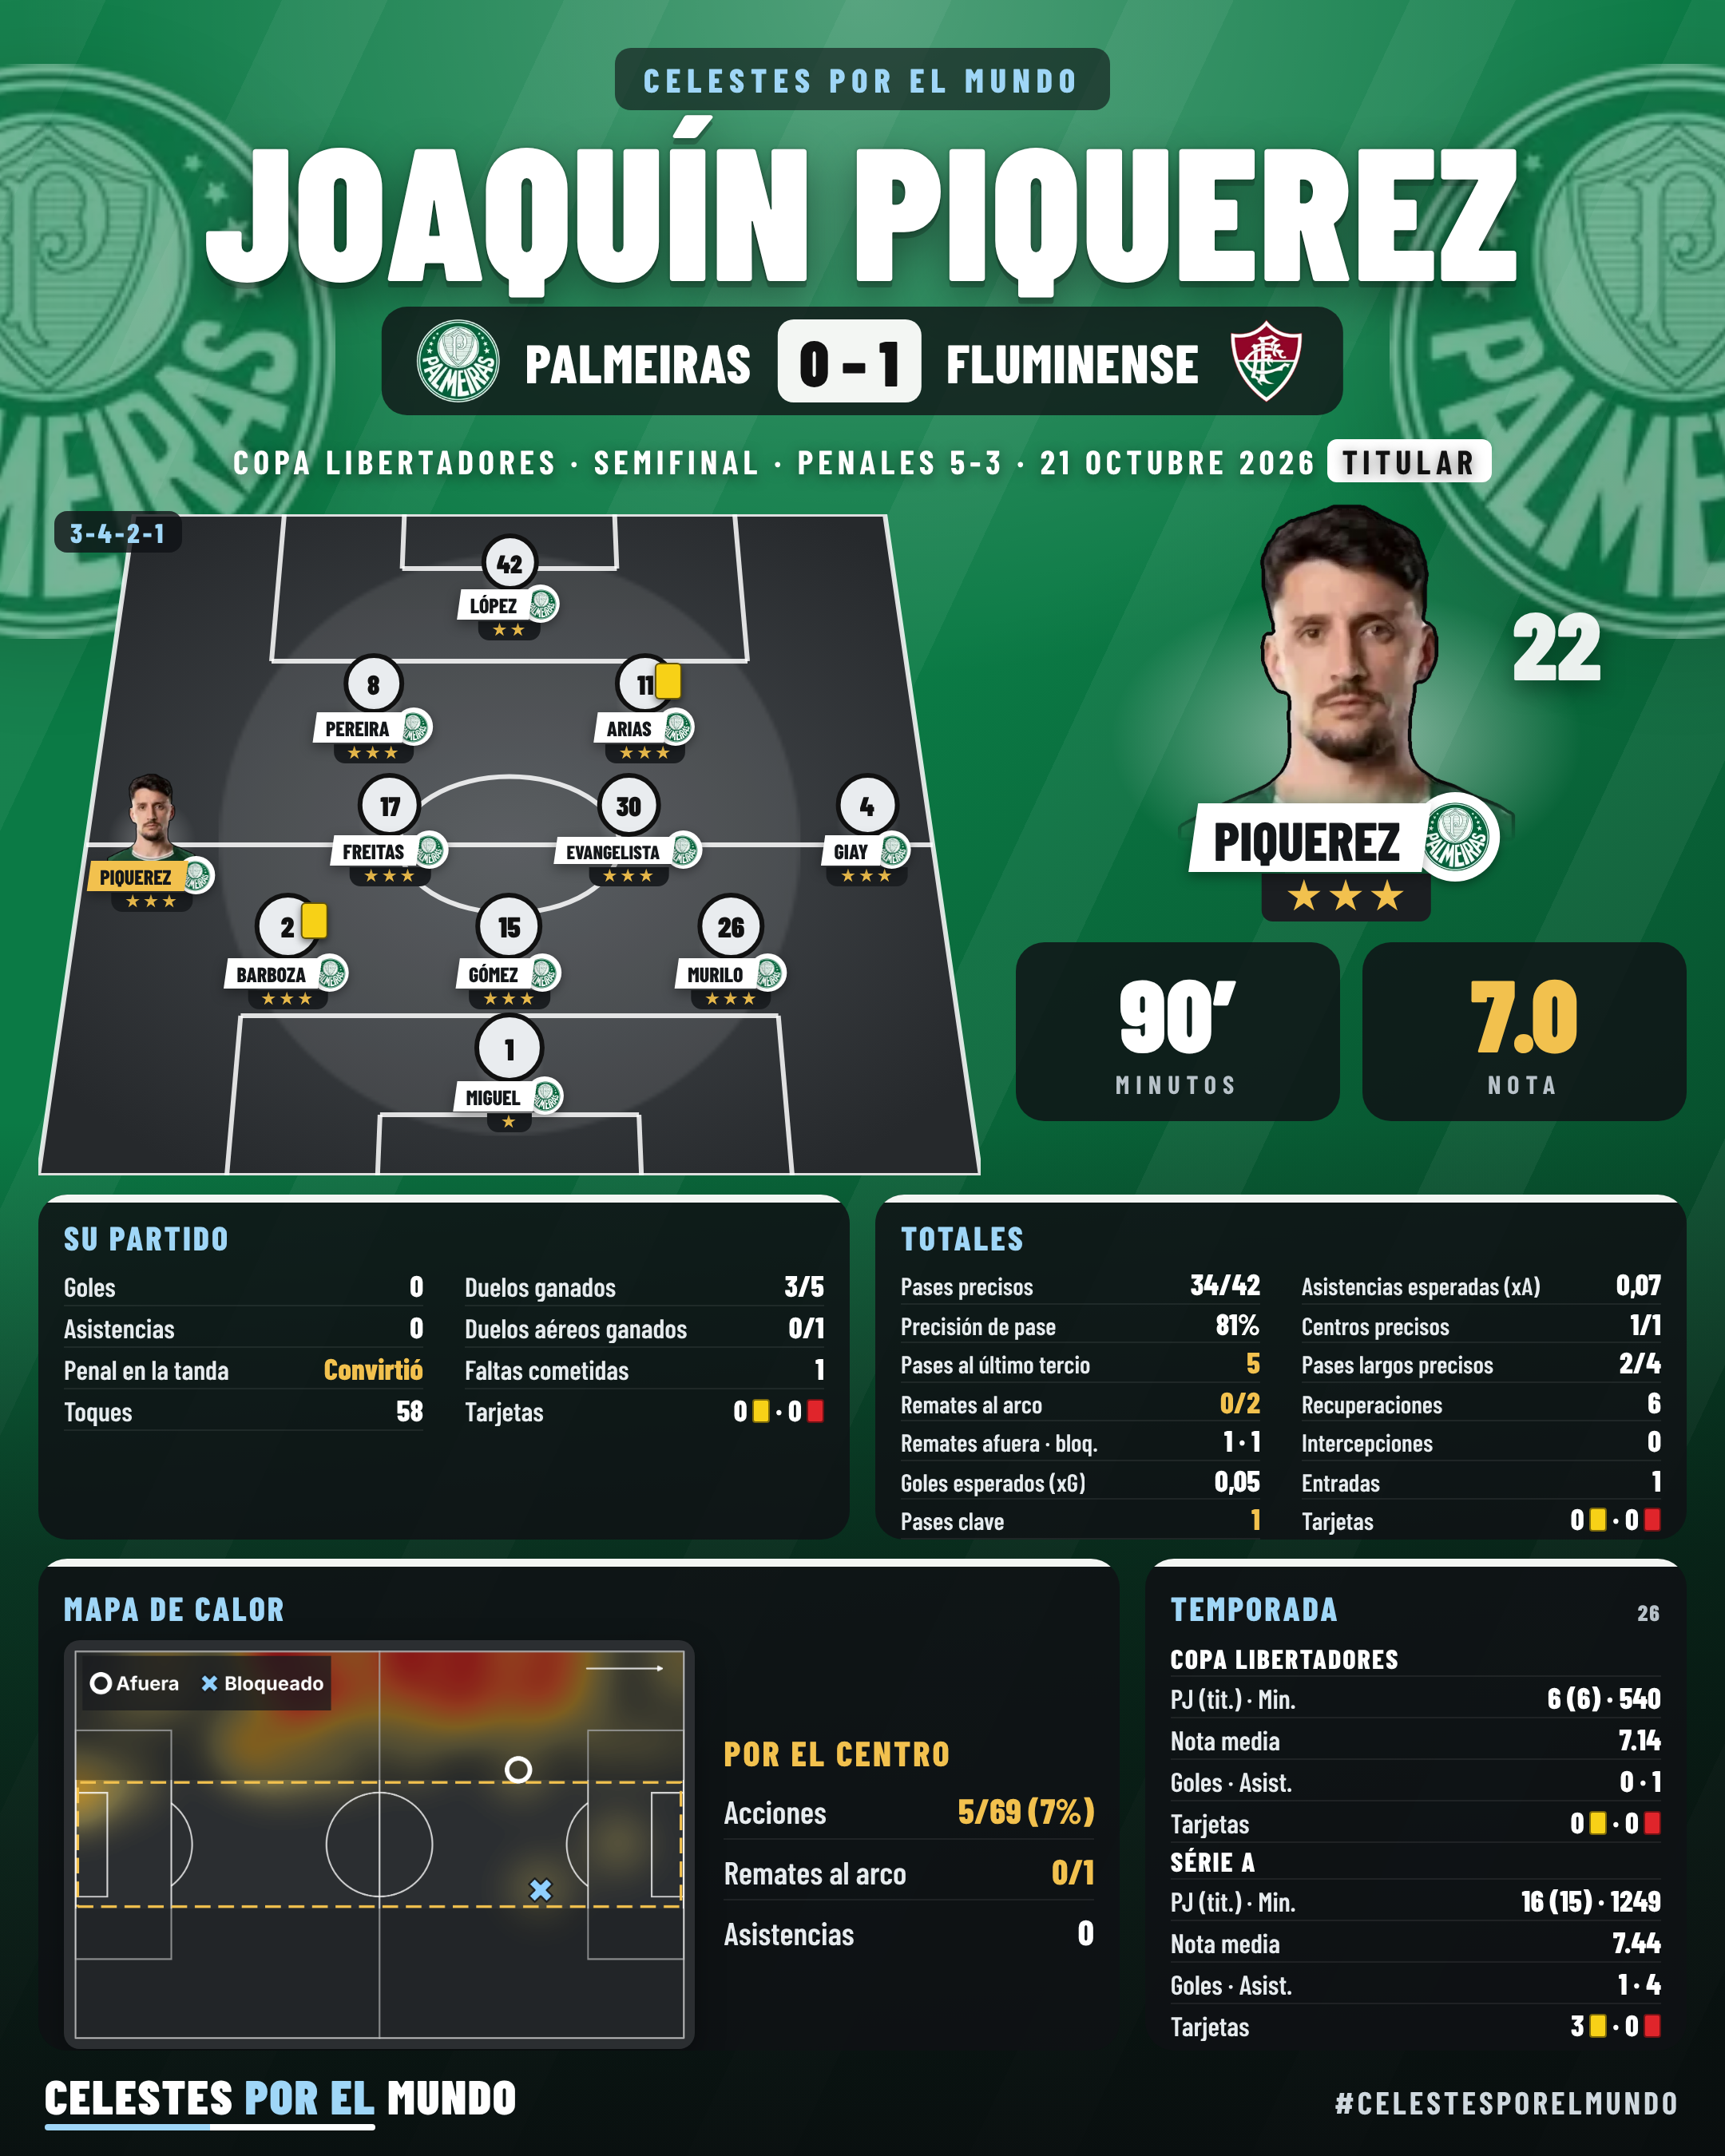 CELESTES POR EL MUNDO
JOAQUÍN PIQUEREZ
PALMEIRAS 0 - 1 FLUMINENSE
COPA LIBERTADORES · SEMIFINAL · PENALES 5-3 · 21 OCTUBRE 2026 TITULAR
3-4-2-1
42
LÓPEZ
8
PEREIRA
11
ARIAS
17
FREITAS
30
EVANGELISTA
4
GIAY
PIQUEREZ
2
BARBOZA
15
GÓMEZ
26
MURILO
1
MIGUEL
22
PIQUEREZ
PALMEIRAS
90’
MINUTOS
7.0
NOTA
SU PARTIDO
Goles 0
Asistencias 0
Penal en la tanda Convirtió
Toques 58
Duelos ganados 3/5
Duelos aéreos ganados 0/1
Faltas cometidas 1
Tarjetas 0 · 0
TOTALES
Pases precisos 34/42
Precisión de pase 81%
Pases al último tercio 5
Remates al arco 0/2
Remates afuera · bloq. 1 · 1
Goles esperados (xG) 0,05
Pases clave 1
Asistencias esperadas (xA) 0,07
Centros precisos 1/1
Pases largos precisos 2/4
Recuperaciones 6
Intercepciones 0
Entradas 1
Tarjetas 0 · 0
MAPA DE CALOR
Afuera Bloqueado
POR EL CENTRO
Acciones 5/69 (7%)
Remates al arco 0/1
Asistencias 0
TEMPORADA 26
COPA LIBERTADORES
PJ (tit.) · Min. 6 (6) · 540
Nota media 7.14
Goles · Asist. 0 · 1
Tarjetas 0 · 0
SÉRIE A
PJ (tit.) · Min. 16 (15) · 1249
Nota media 7.44
Goles · Asist. 1 · 4
Tarjetas 3 · 0
CELESTES POR EL MUNDO
#CELESTESPORELMUNDO